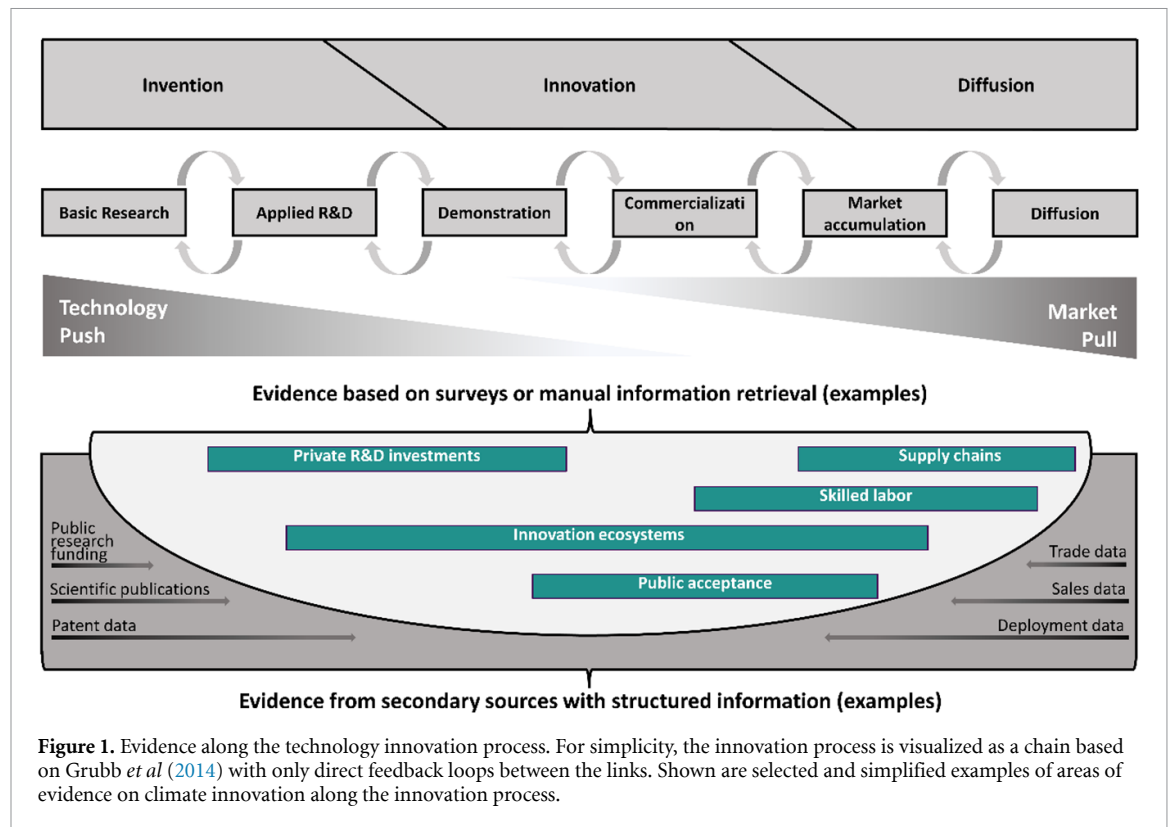 Invention
Innovation
Diffusion
Basic Research
Applied R&D
Demonstration
Commercializati
on
Market
accumulation
Diffusion
Technology
Push
Market
Pull
Evidence based on surveys or manual information retrieval (examples)
Private R&D investments
Supply chains
Skilled labor
Innovation ecosystems
Public acceptance
Public
research
funding
Scientific publications
Patent data
Trade data
Sales data
Deployment data
Evidence from secondary sources with structured information (examples)
Figure 1. Evidence along the technology innovation process. For simplicity, the innovation process is visualized as a chain based
on Grubb et al (2014) with only direct feedback loops between the links. Shown are selected and simplified examples of areas of
evidence on climate innovation along the innovation process.